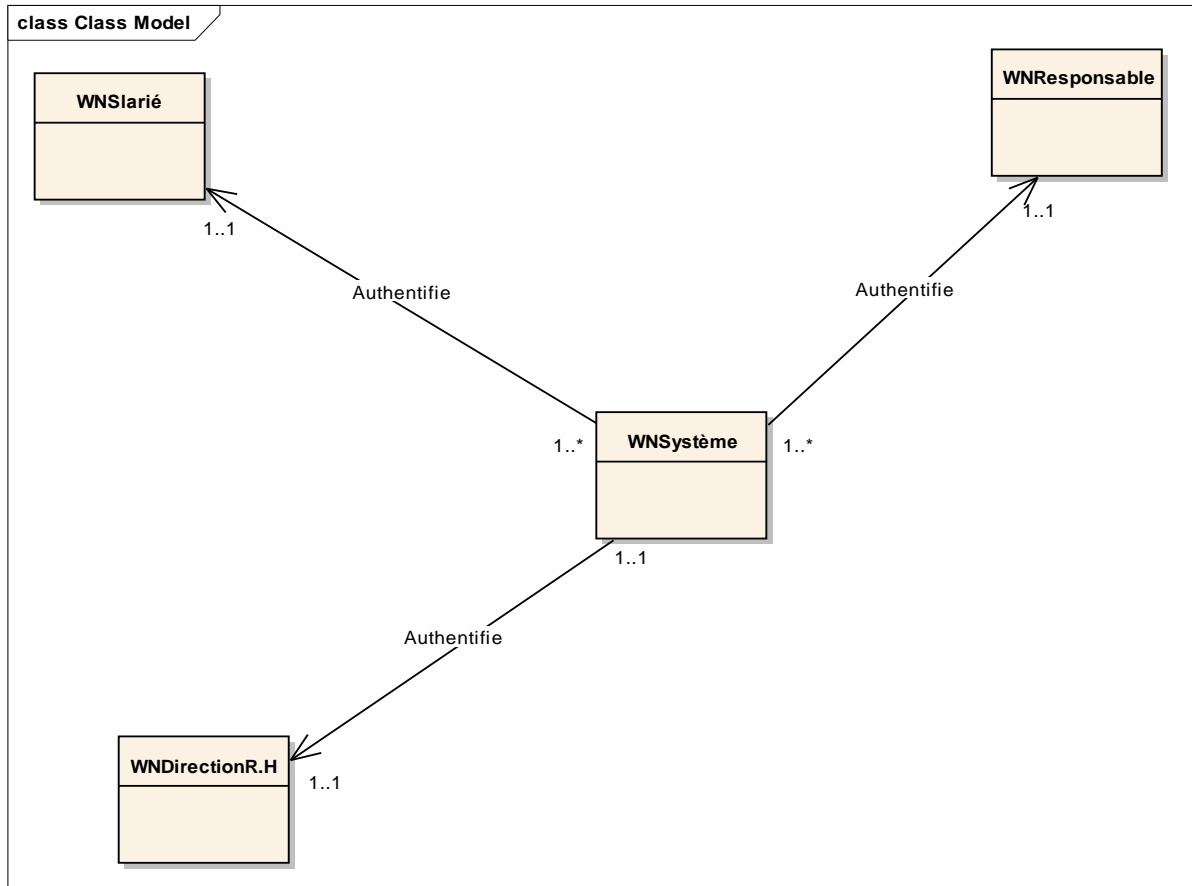 class Class Model
WNSlarié
WNResponsable
1..1
1..1
Authentifie
Authentifie
1..*
WNSystème
1..*
1..1
Authentifie
WNDirectionR.H
1..1